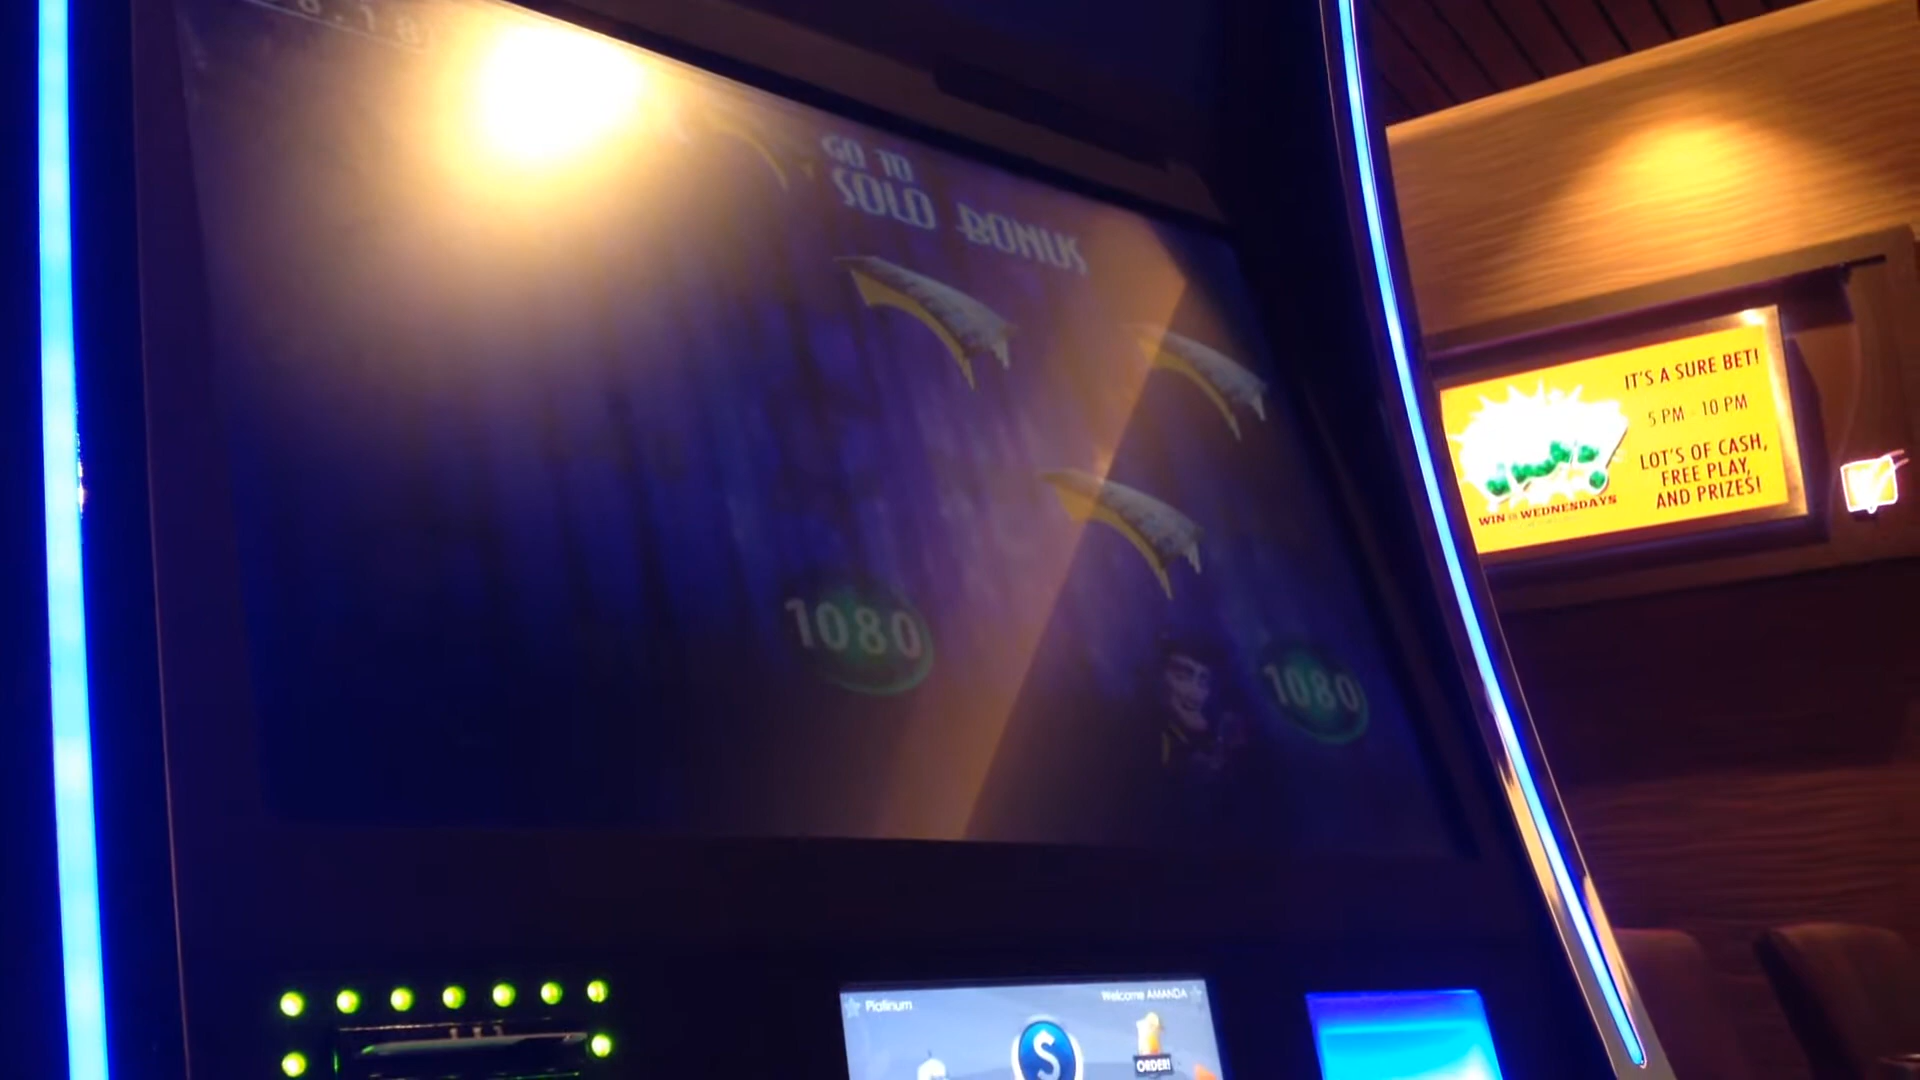 GO TO
SOLO BONUS
1080
1080
IT'S A SURE BET!
5 PM - 10 PM
LOT'S OF CASH,
FREE PLAY,
AND PRIZES!
WIN IT WEDNESDAYS
Platinum
Welcome AMANDA
$
ORDER!